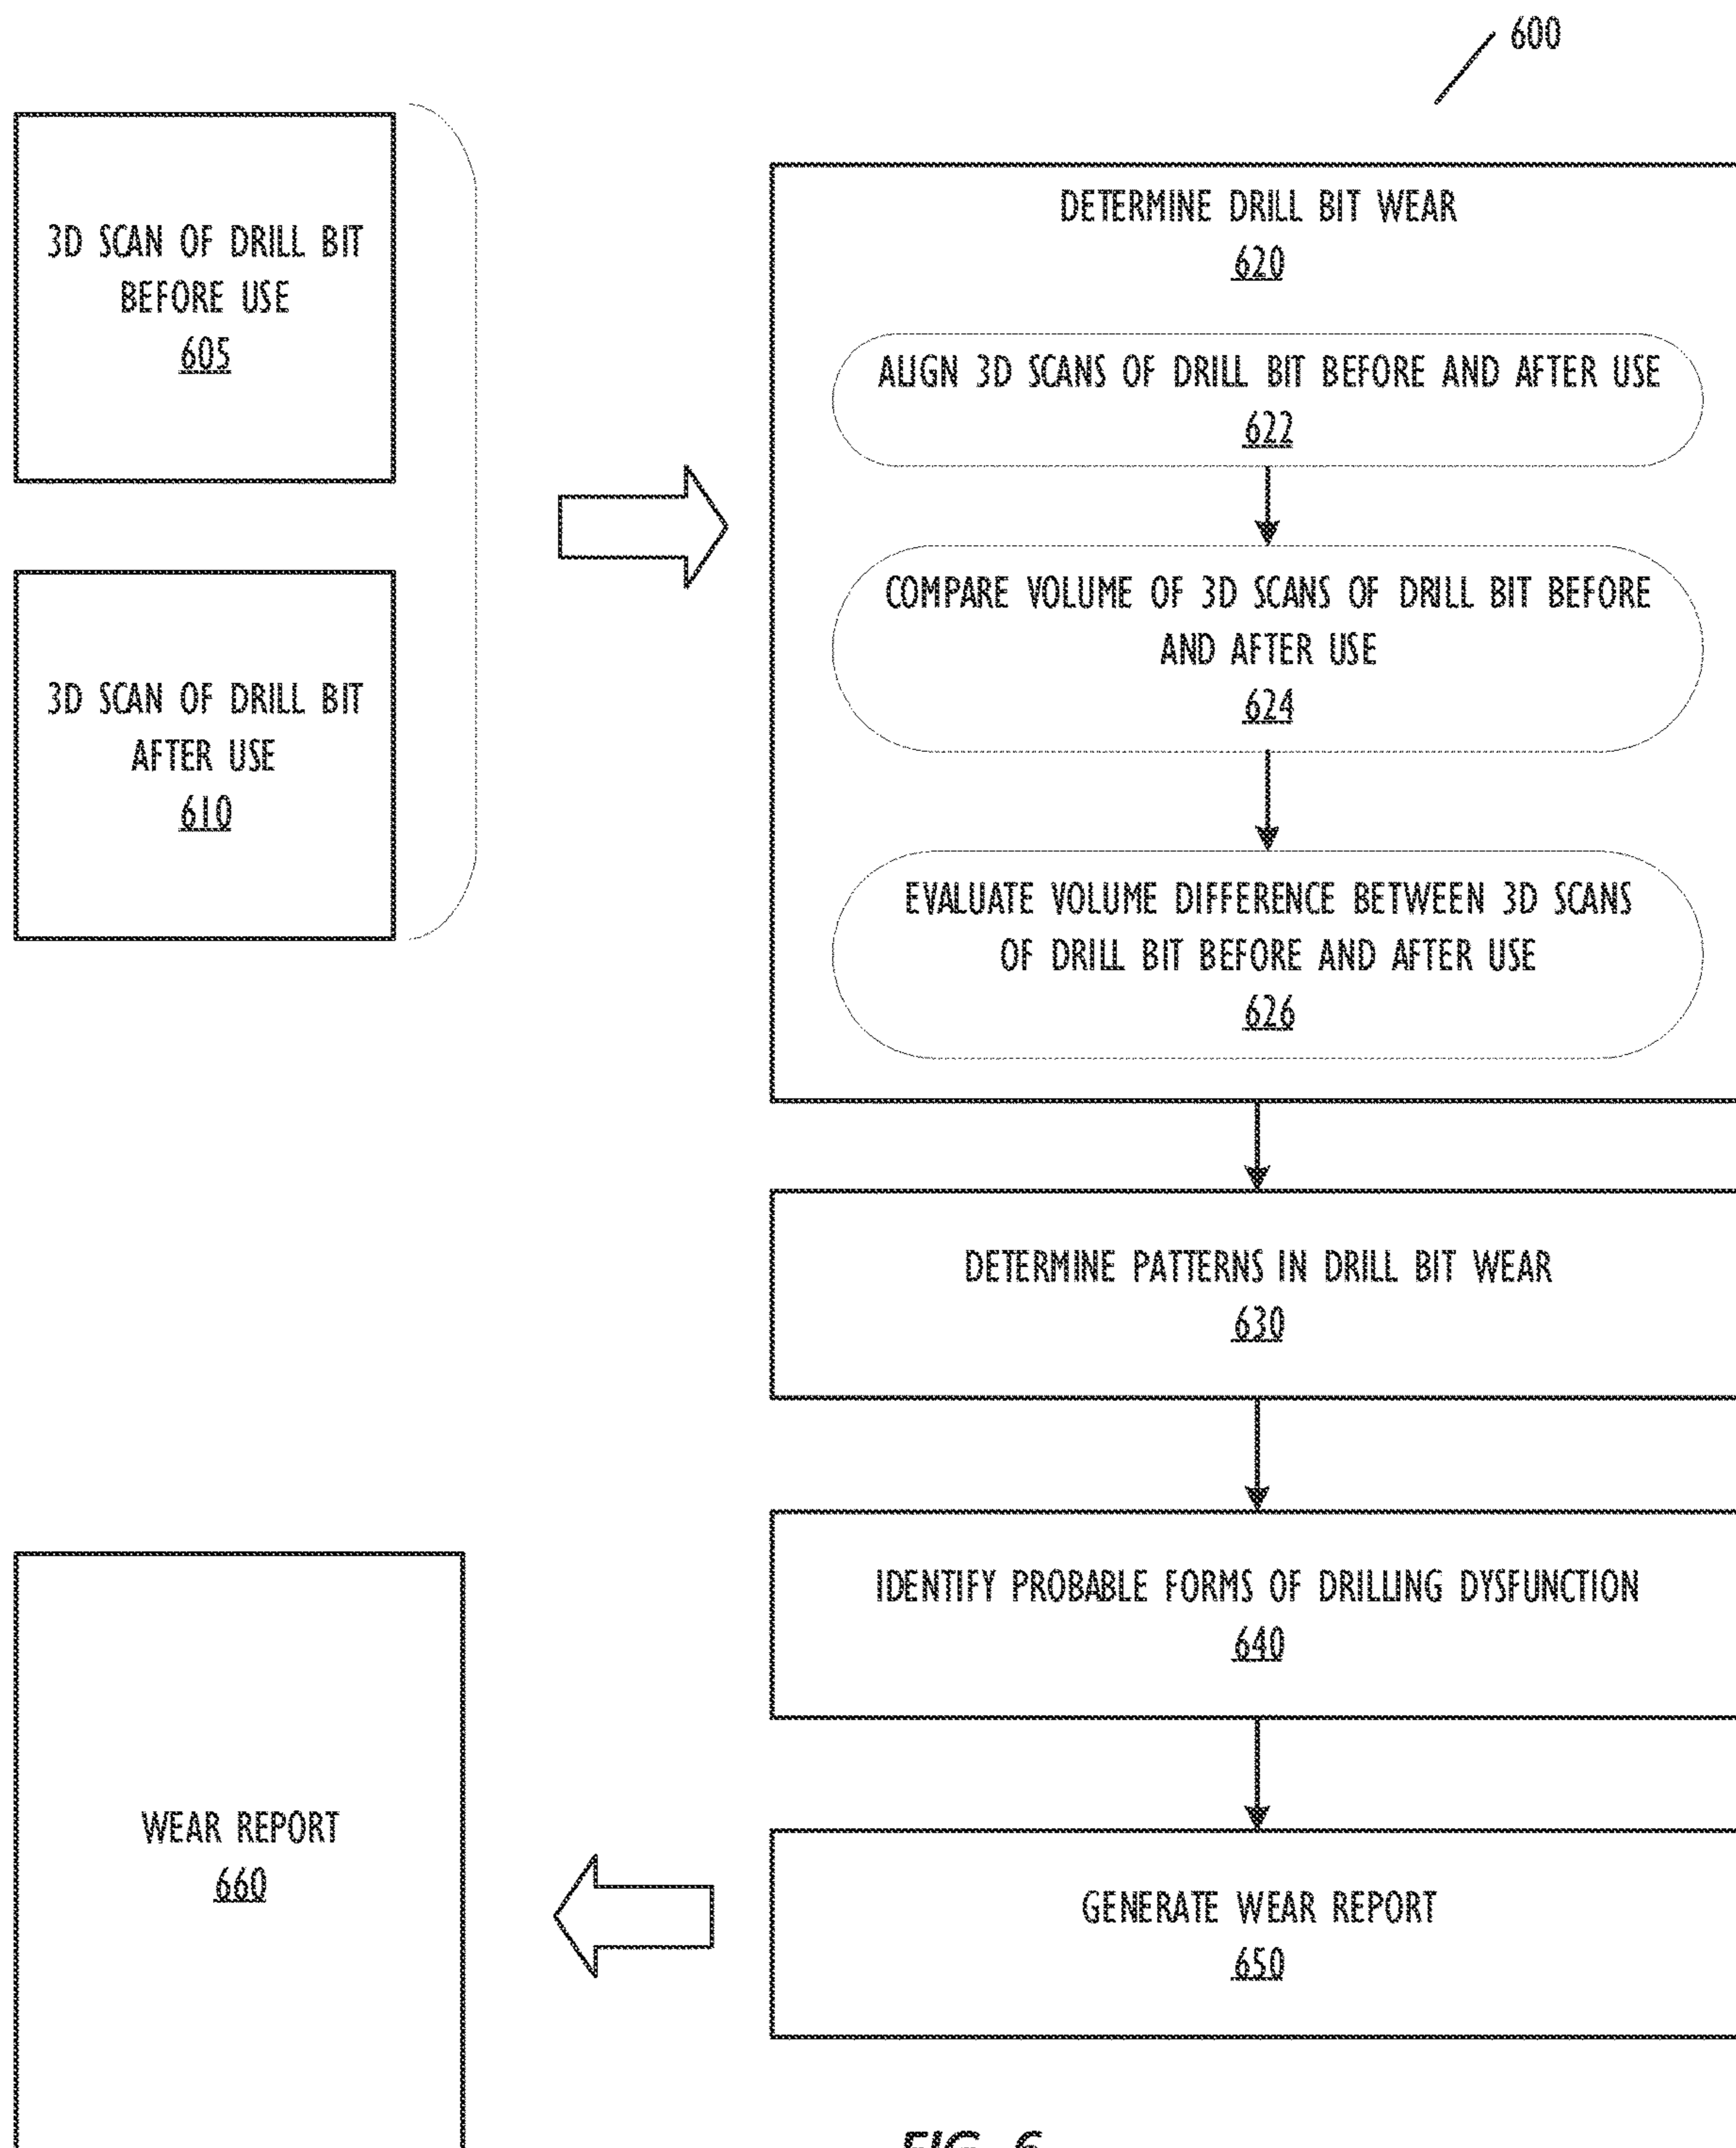 600
3D SCAN OF DRILL BIT
BEFORE USE
605
3D SCAN OF DRILL BIT
AFTER USE
610
DETERMINE DRILL BIT WEAR
620
ALIGN 3D SCANS OF DRILL BIT BEFORE AND AFTER USE
622
COMPARE VOLUME OF 3D SCANS OF DRILL BIT BEFORE
AND AFTER USE
624
EVALUATE VOLUME DIFFERENCE BETWEEN 3D SCANS
OF DRILL BIT BEFORE AND AFTER USE
626
DETERMINE PATTERNS IN DRILL BIT WEAR
630
IDENTIFY PROBABLE FORMS OF DRILLING DYSFUNCTION
640
GENERATE WEAR REPORT
650
WEAR REPORT
660
FIG. 6